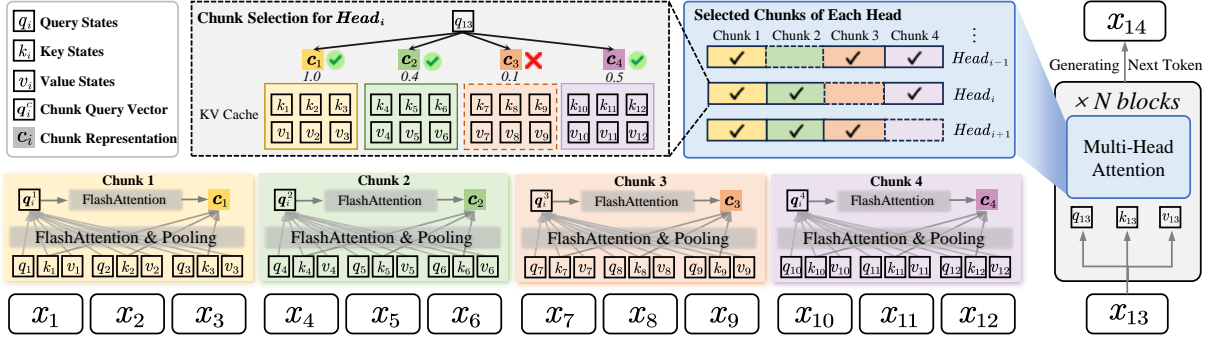 q_i Query States
k_i Key States
v_i Value States
q_i^c Chunk Query Vector
c_i Chunk Representation
Chunk Selection for Head_i
q_13
c_1 c_2 c_3 c_4
1.0 0.4 0.1 0.5
KV Cache
k_1 k_2 k_3 k_4 k_5 k_6 k_7 k_8 k_9 k_10 k_11 k_12
v_1 v_2 v_3 v_4 v_5 v_6 v_7 v_8 v_9 v_10 v_11 v_12
Selected Chunks of Each Head
Chunk 1 Chunk 2 Chunk 3 Chunk 4 ⋮
✓ ✓ ✓ Head_{i-1}
✓ ✓ ✓ Head_i
✓ ✓ ✓ Head_{i+1}
x_14
Generating Next Token
× N blocks
Multi-Head
Attention
q_13 k_13 v_13
x_13
Chunk 1
q_i^1 FlashAttention c_1
FlashAttention & Pooling
q_1 k_1 v_1 q_2 k_2 v_2 q_3 k_3 v_3
x_1 x_2 x_3
Chunk 2
q_i^2 FlashAttention c_2
FlashAttention & Pooling
q_4 k_4 v_4 q_5 k_5 v_5 q_6 k_6 v_6
x_4 x_5 x_6
Chunk 3
q_i^3 FlashAttention c_3
FlashAttention & Pooling
q_7 k_7 v_7 q_8 k_8 v_8 q_9 k_9 v_9
x_7 x_8 x_9
Chunk 4
q_i^4 FlashAttention c_4
FlashAttention & Pooling
q_10 k_10 v_10 q_11 k_11 v_11 q_12 k_12 v_12
x_10 x_11 x_12